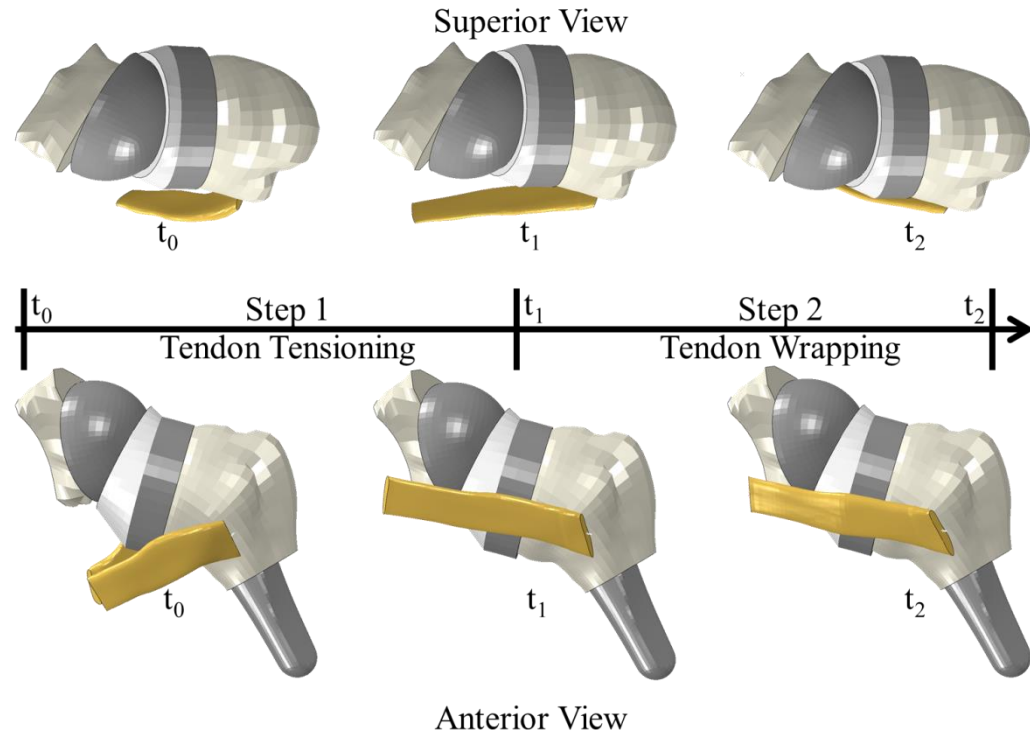 Superior View
t0 t1 t2
t0 Step 1 t1 Step 2 t2
Tendon Tensioning Tendon Wrapping
t0 t1 t2
Anterior View